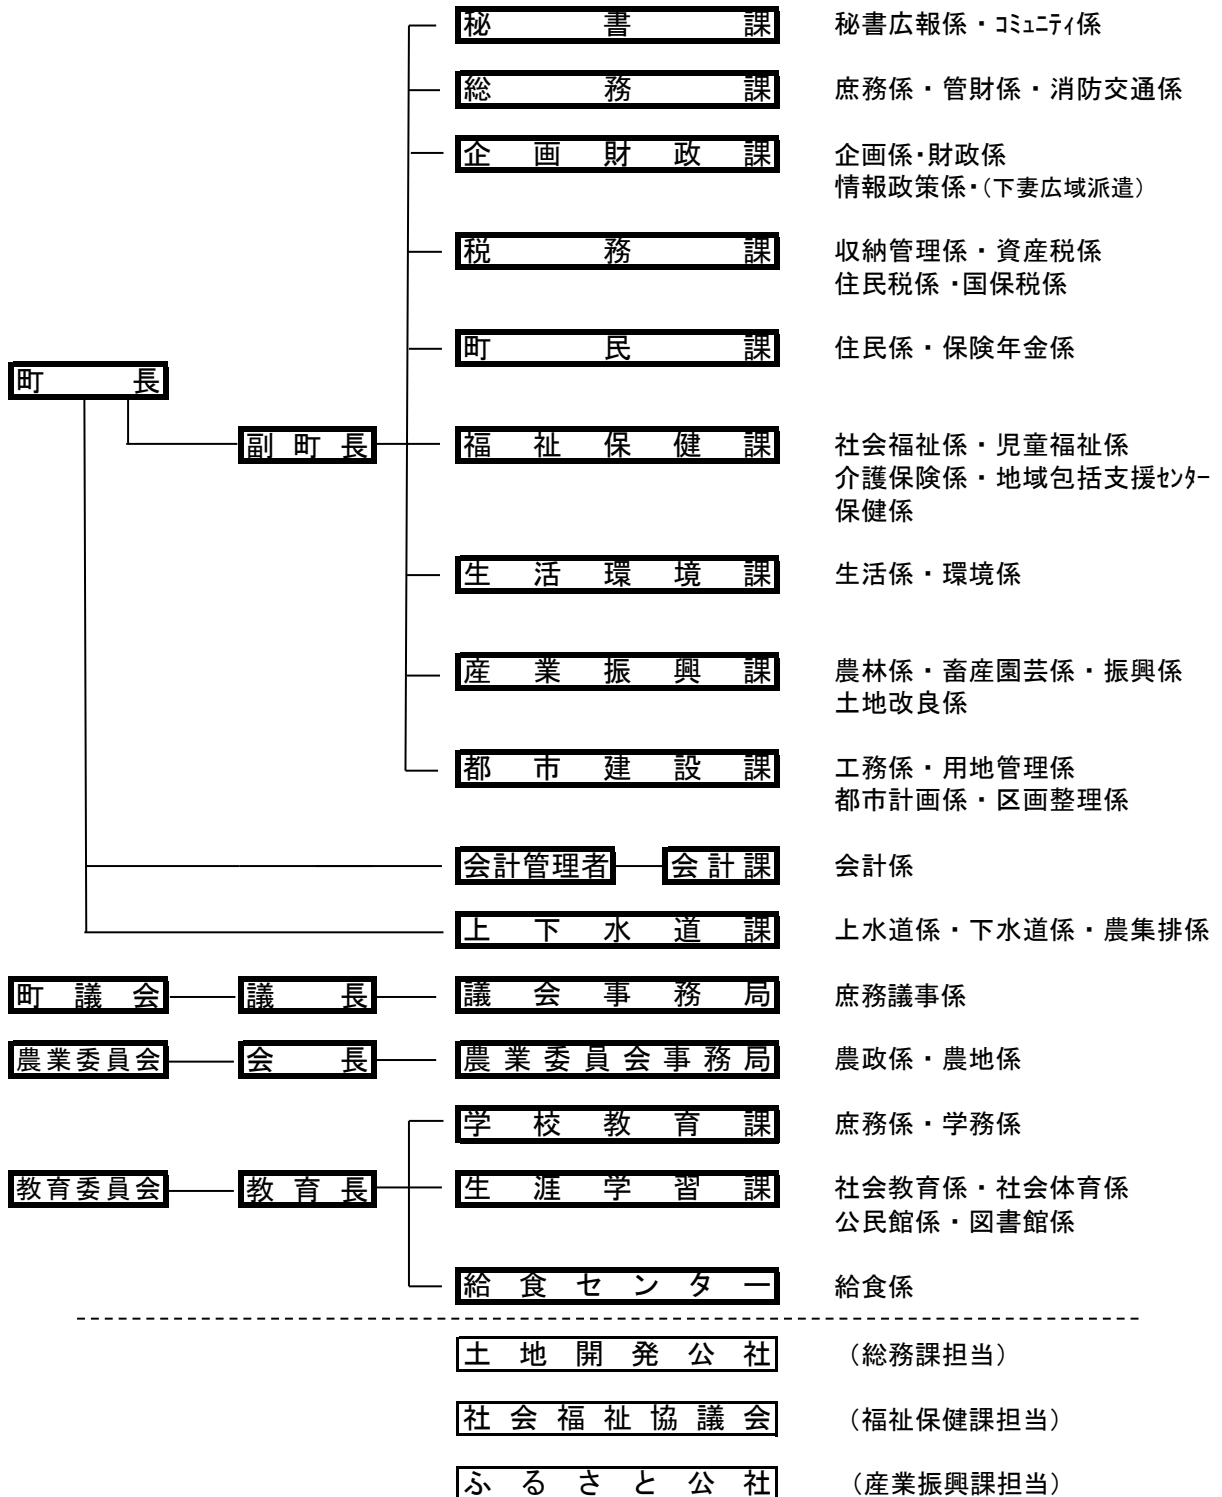 秘書課 秘書広報係・コミュニティ係
総務課 庶務係・管財係・消防交通係
企画財政課 企画係・財政係
情報政策係・(下妻広域派遣)
税務課 収納管理係・資産税係
住民税係・国保税係
町民課 住民係・保険年金係
町長
副町長 福祉保健課 社会福祉係・児童福祉係
介護保険係・地域包括支援センター
保健係
生活環境課 生活係・環境係
産業振興課 農林係・畜産園芸係・振興係
土地改良係
都市建設課 工務係・用地管理係
都市計画係・区画整理係
会計管理者 会計課 会計係
上下水道課 上水道係・下水道係・農集排係
町議会 議長 議会事務局 庶務議事係
農業委員会 会長 農業委員会事務局 農政係・農地係
学校教育課 庶務係・学務係
教育委員会 教育長 生涯学習課 社会教育係・社会体育係
公民館係・図書館係
給食センター 給食係
土地開発公社 (総務課担当)
社会福祉協議会 (福祉保健課担当)
ふるさと公社 (産業振興課担当)